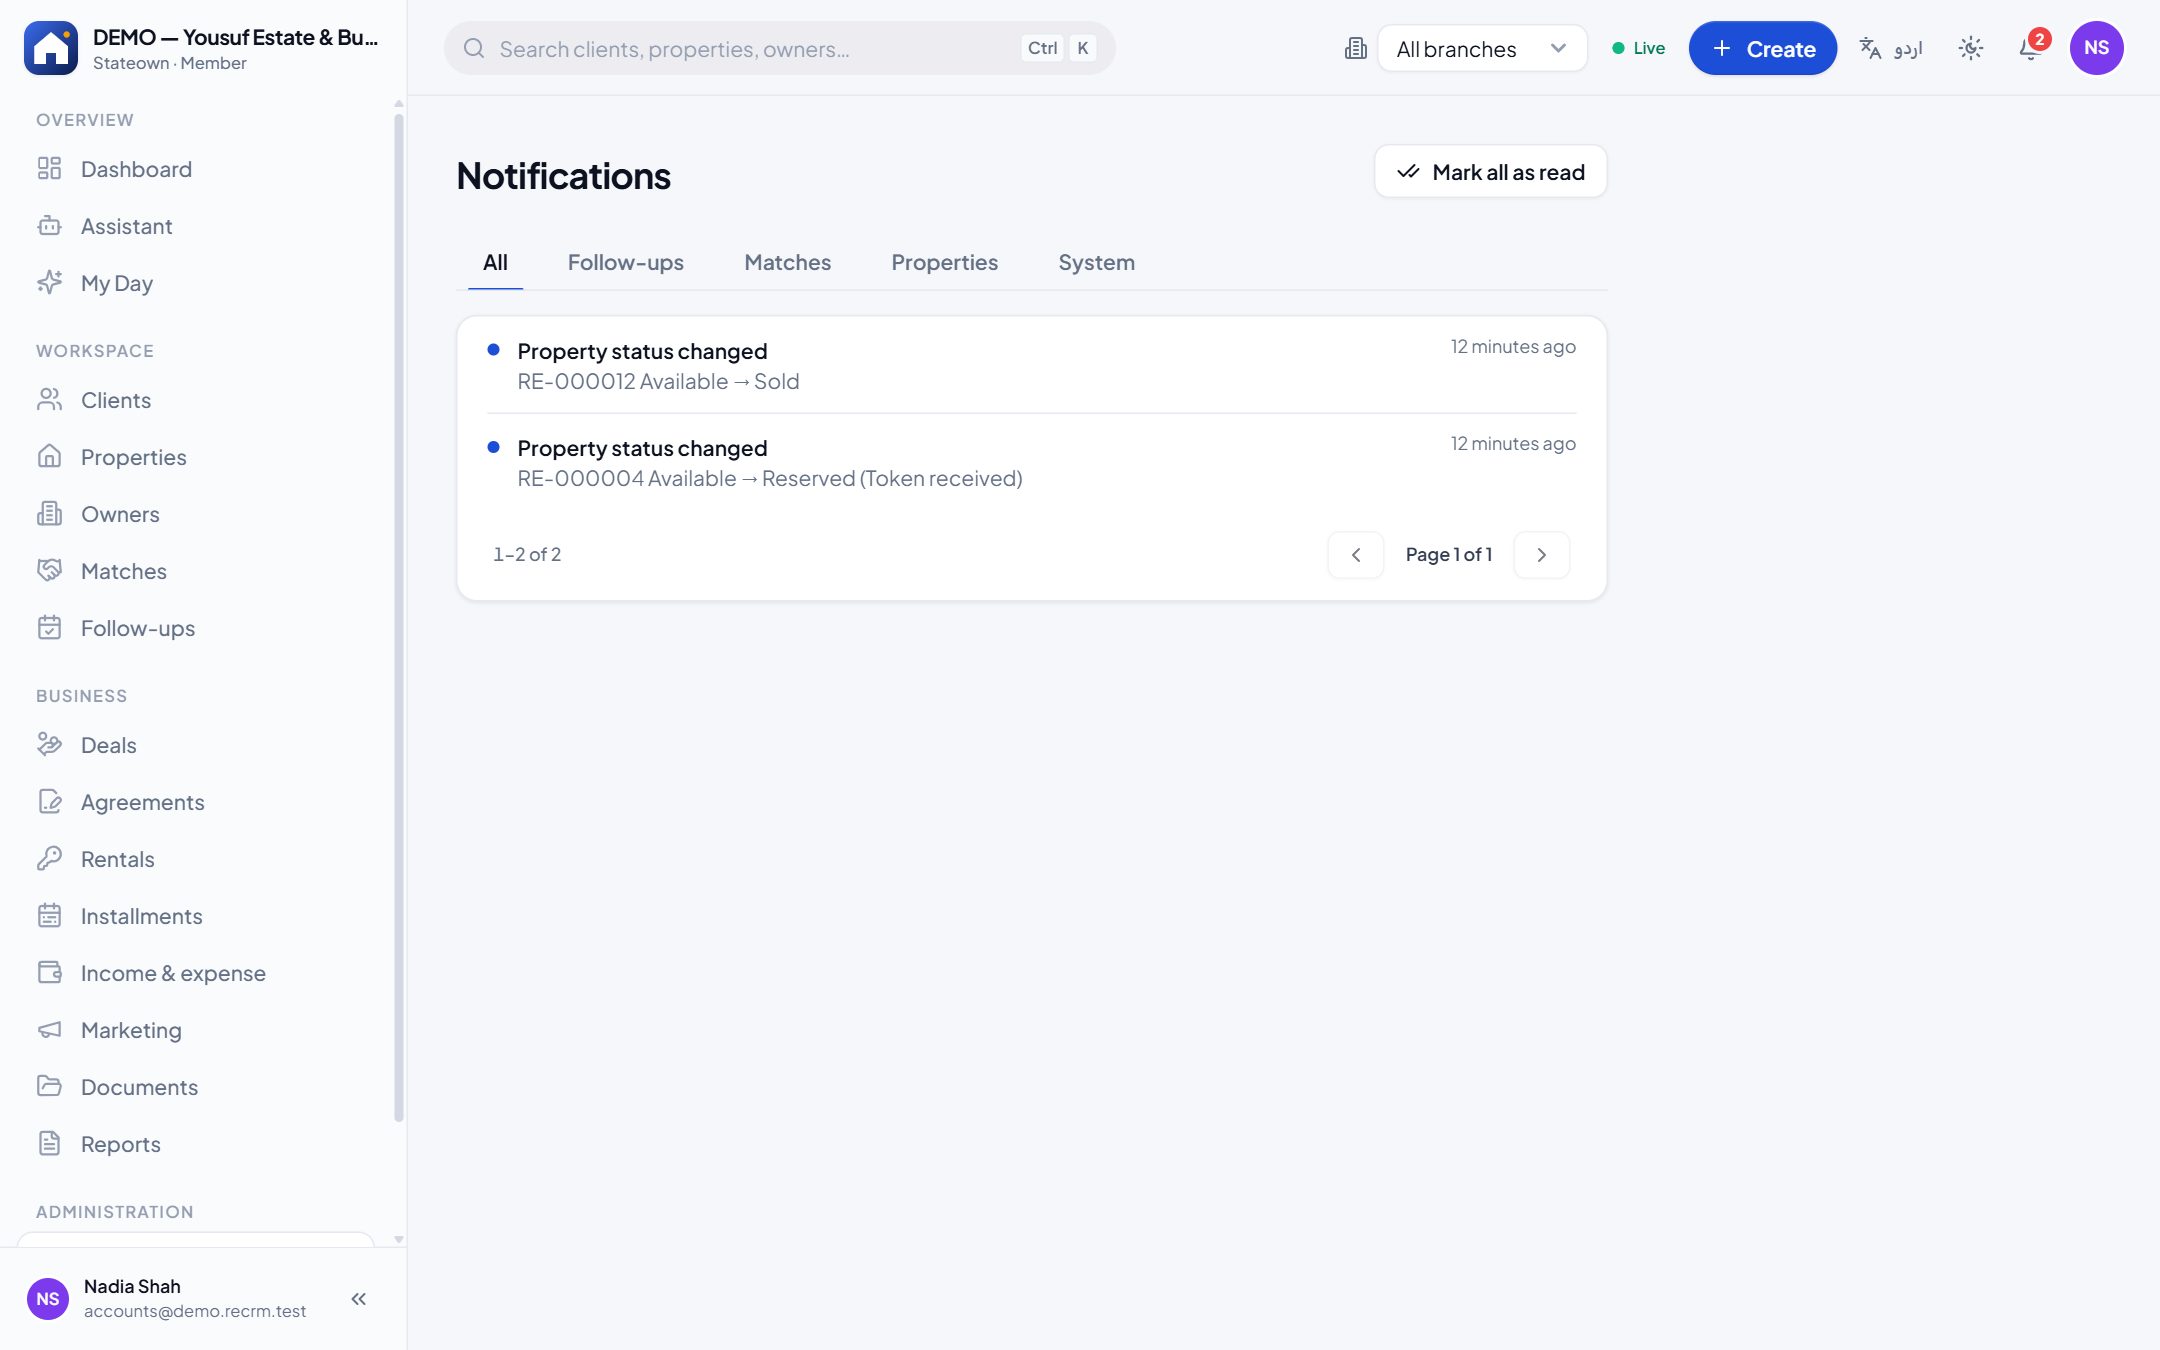 DEMO — Yousuf Estate & Bu...
Stateown · Member
Search clients, properties, owners...
Ctrl K
All branches
Live
Create
اردو
2
NS
OVERVIEW
Dashboard
Assistant
My Day
WORKSPACE
Clients
Properties
Owners
Matches
Follow-ups
BUSINESS
Deals
Agreements
Rentals
Installments
Income & expense
Marketing
Documents
Reports
ADMINISTRATION
NS
Nadia Shah
accounts@demo.recrm.test
Notifications
Mark all as read
All
Follow-ups
Matches
Properties
System
Property status changed
12 minutes ago
RE-000012 Available → Sold
Property status changed
12 minutes ago
RE-000004 Available → Reserved (Token received)
1–2 of 2
Page 1 of 1